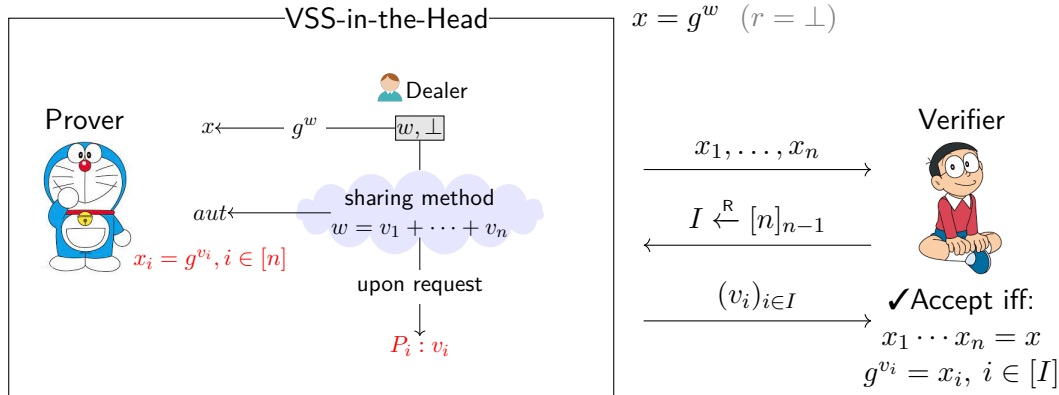 VSS-in-the-Head
x = g^w (r = ⊥)
Dealer
Prover
x
g^w
w, ⊥
Verifier
x_1, …, x_n
sharing method
w = v_1 + ⋯ + v_n
aut
x_i = g^{v_i}, i ∈ [n]
I ←^R [n]_{n−1}
upon request
(v_i)_{i∈I}
✓Accept iff:
P_i : v_i
x_1 ⋯ x_n = x
g^{v_i} = x_i, i ∈ [I]